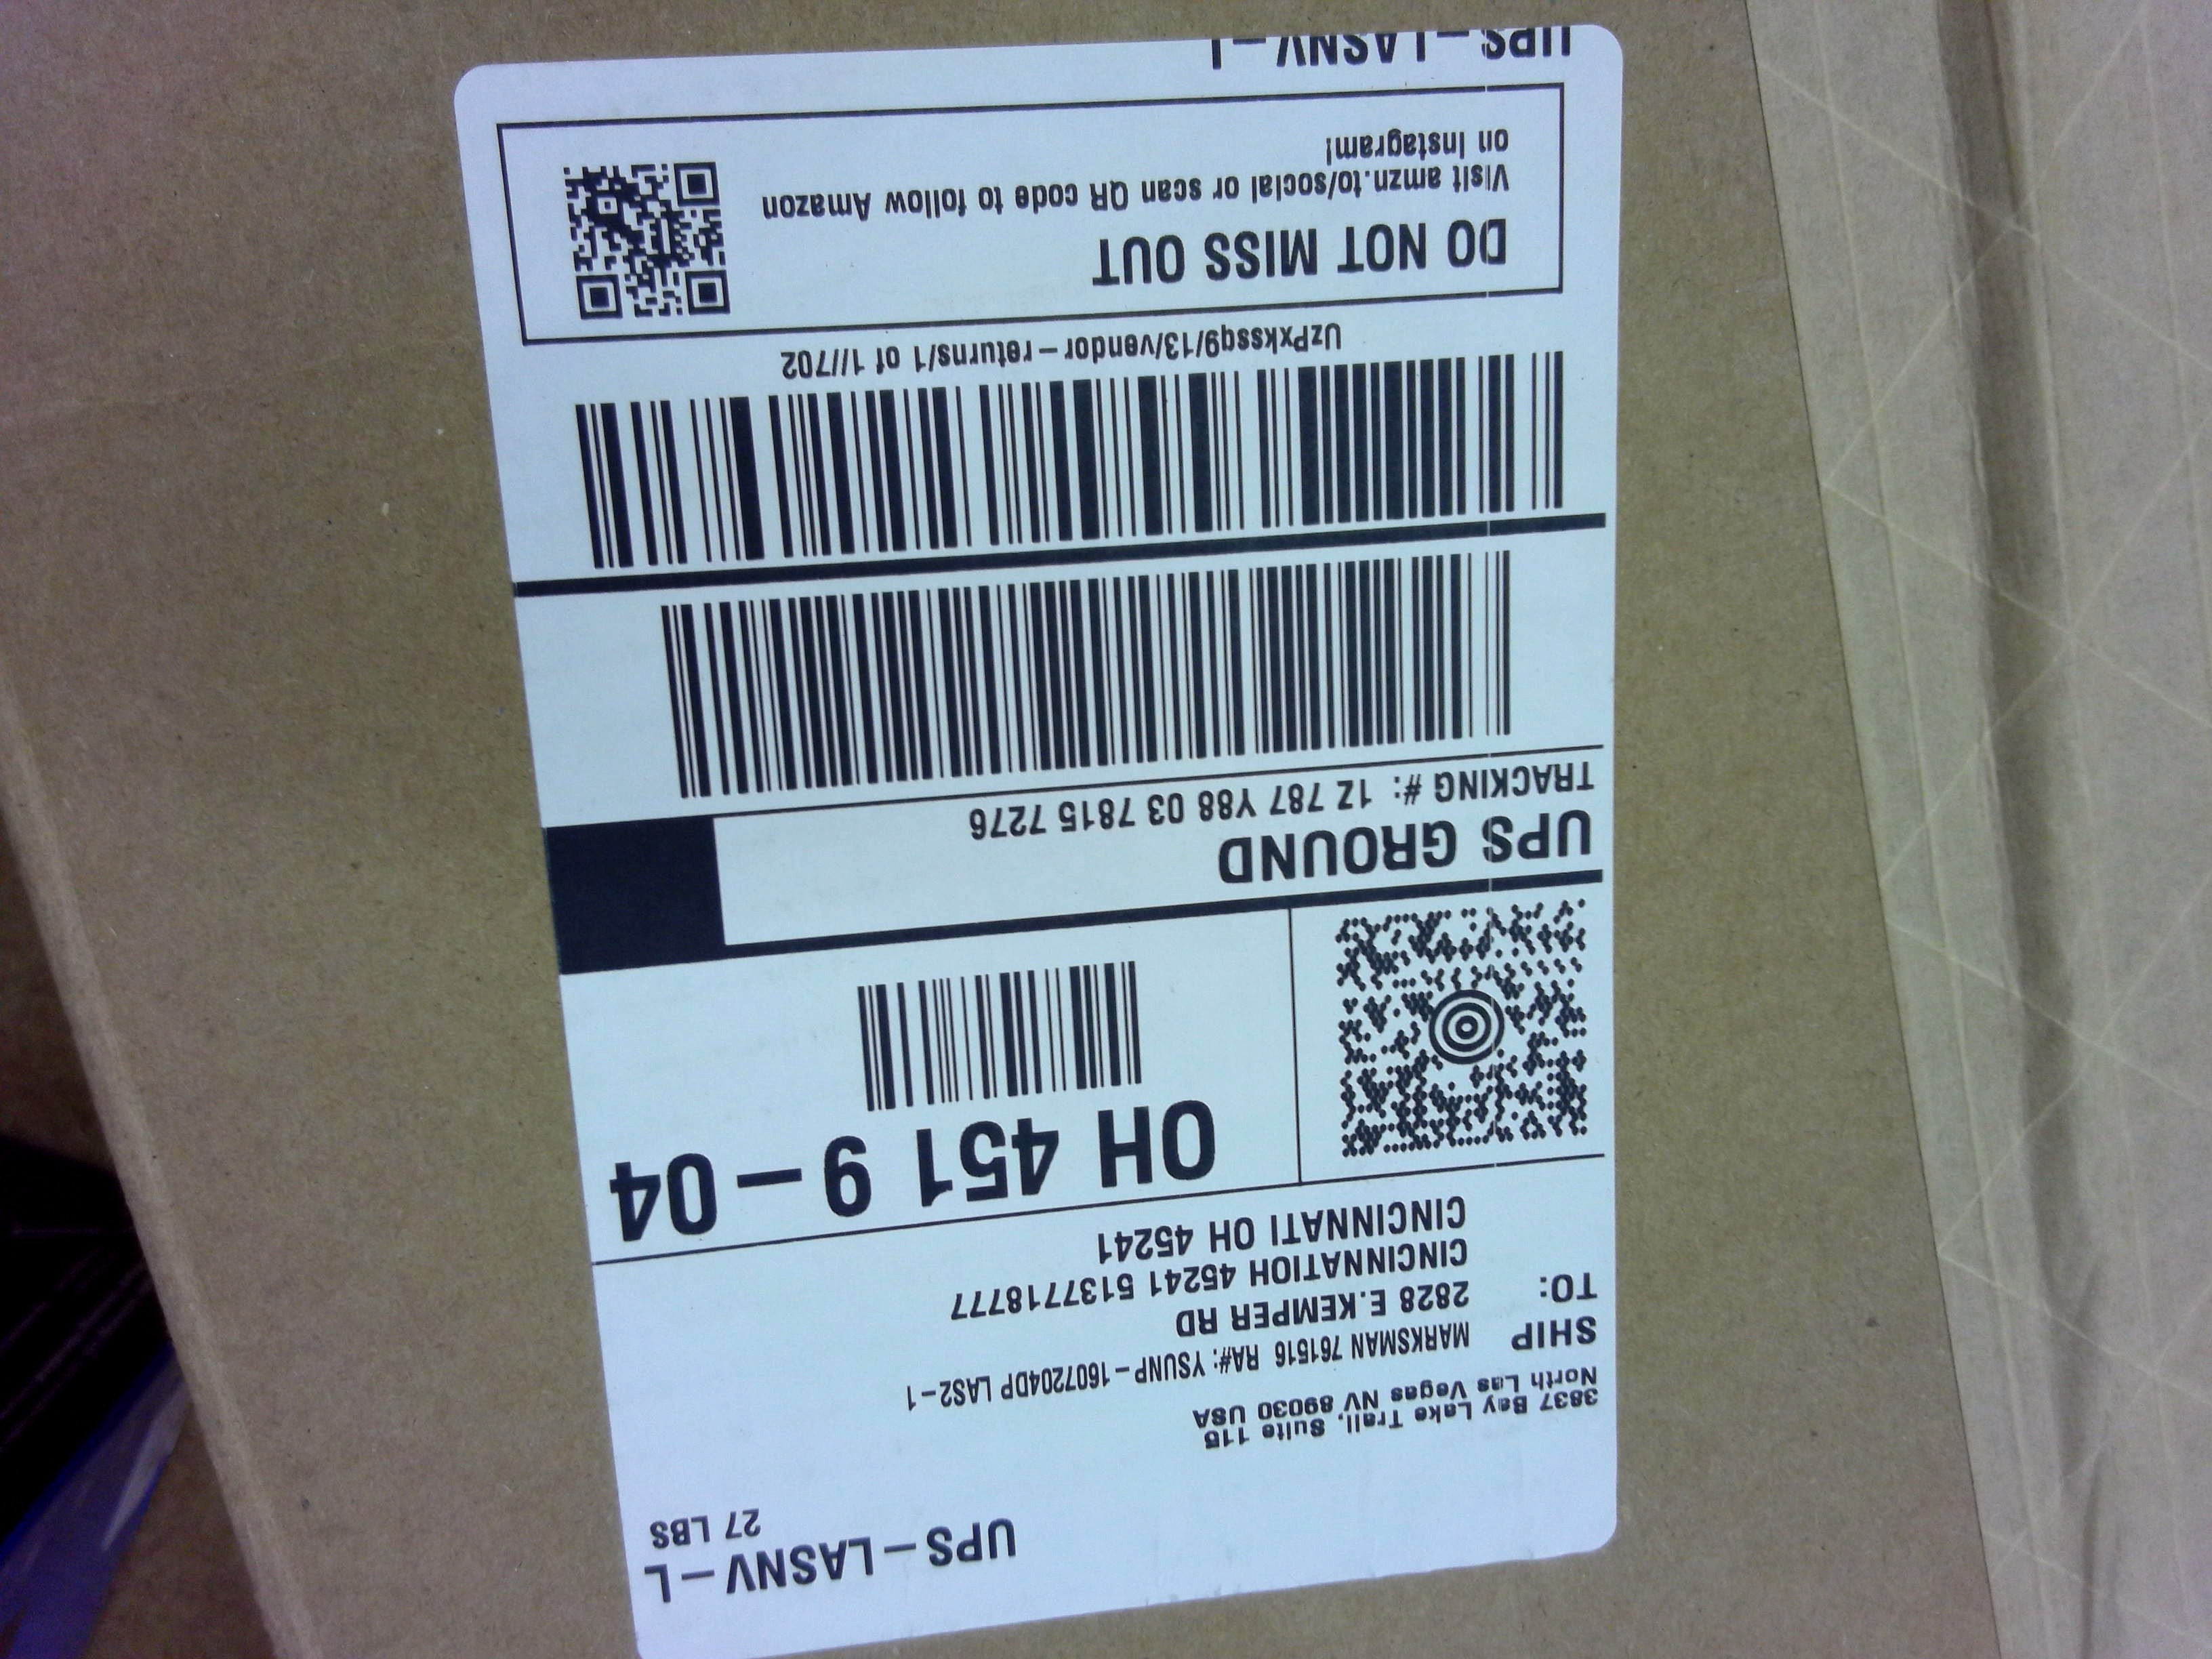 UPS-LASNV-L
27 LBS
3837 Bay Lake Trail, Suite 115
North Las Vegas NV 89030 USA
SHIP
TO:
MARKSMAN 761516 RA#: YSUNP-1607204DP LAS2-1
2828 E.KEMPER RD
CINCINNATIOH 45241 5137718777
CINCINNATI OH 45241
OH 451 9-04
UPS GROUND
TRACKING #: 1Z 787 Y88 03 7815 7276
UzPxkssq9/13/vendor-returns/1 of 1//702
DO NOT MISS OUT
Visit amzn.to/social or scan QR code to follow Amazon
on Instagram!
UPS-LASNV-L